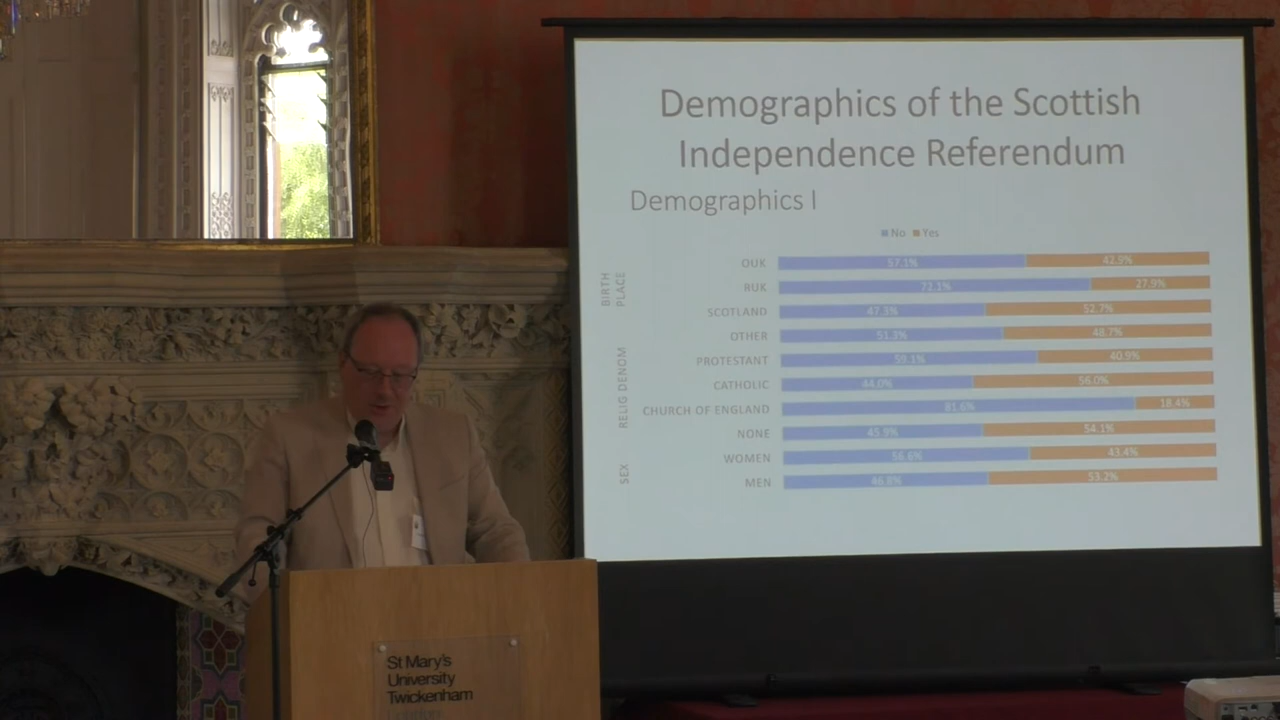 Demographics of the Scottish
Independence Referendum
Demographics I
No Yes
BIRTH
PLACE
OUK 57.1% 42.9%
RUK 72.1% 27.9%
SCOTLAND 47.3% 52.7%
OTHER 51.3% 48.7%
RELIG DENOM
PROTESTANT 59.1% 40.9%
CATHOLIC 44.0% 56.0%
CHURCH OF ENGLAND 81.6% 18.4%
NONE 45.9% 54.1%
SEX
WOMEN 56.6% 43.4%
MEN 46.8% 53.2%
St Mary's
University
Twickenham
London